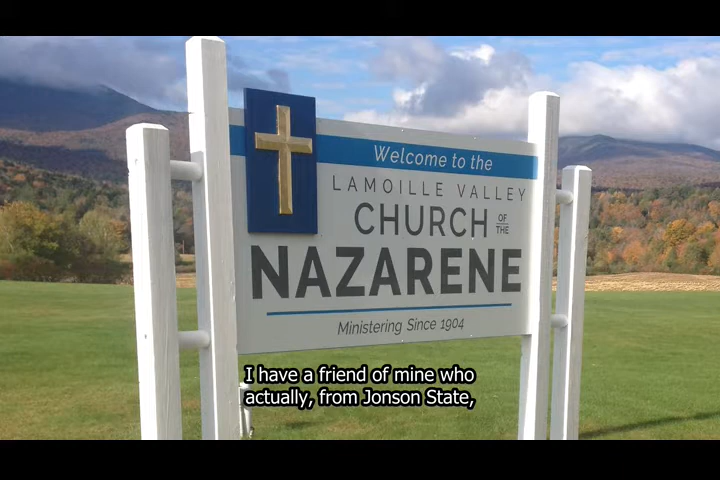 Welcome to the
LAMOILLE VALLEY
CHURCH OF THE
NAZARENE
Ministering Since 1904
I have a friend of mine who
actually, from Jonson State,